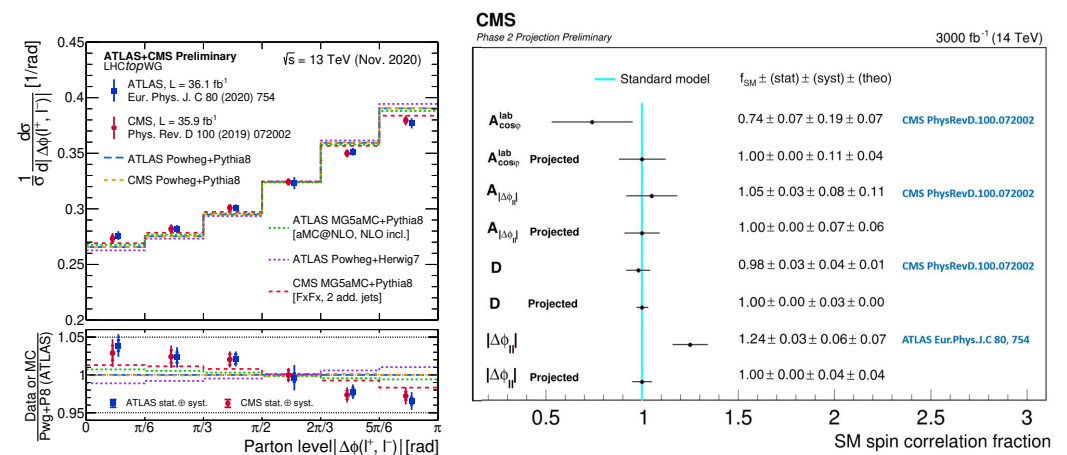 ATLAS+CMS Preliminary
LHCtopWG
√s = 13 TeV (Nov. 2020)
ATLAS, L = 36.1 fb⁻¹
Eur. Phys. J. C 80 (2020) 754
CMS, L = 35.9 fb⁻¹
Phys. Rev. D 100 (2019) 072002
ATLAS Powheg+Pythia8
CMS Powheg+Pythia8
ATLAS MG5aMC+Pythia8
[aMC@NLO, NLO incl.]
ATLAS Powheg+Herwig7
CMS MG5aMC+Pythia8
[FxFx, 2 add. jets]
1/σ dσ/d|Δϕ(l⁺, l⁻)| [1/rad]
0.45
0.4
0.35
0.3
0.25
0.2
Data or MC
Pwg+P8 (ATLAS)
1.05
1
0.95
ATLAS stat.⊕ syst.
CMS stat.⊕ syst.
0 π/6 π/3 π/2 2π/3 5π/6 π
Parton level|Δϕ(l⁺, l⁻)| [rad]
CMS
Phase 2 Projection Preliminary
3000 fb⁻¹ (14 TeV)
Standard model
f_SM ± (stat) ± (syst) ± (theo)
A^lab_cosφ 0.74 ± 0.07 ± 0.19 ± 0.07 CMS PhysRevD.100.072002
A^lab_cosφ Projected 1.00 ± 0.00 ± 0.11 ± 0.04
A_|Δϕ_ll| 1.05 ± 0.03 ± 0.08 ± 0.11 CMS PhysRevD.100.072002
A_|Δϕ_ll| Projected 1.00 ± 0.00 ± 0.07 ± 0.06
D 0.98 ± 0.03 ± 0.04 ± 0.01 CMS PhysRevD.100.072002
D Projected 1.00 ± 0.00 ± 0.03 ± 0.00
|Δϕ_ll| 1.24 ± 0.03 ± 0.06 ± 0.07 ATLAS Eur.Phys.J.C 80, 754
|Δϕ_ll| Projected 1.00 ± 0.00 ± 0.04 ± 0.04
0.5 1 1.5 2 2.5 3
SM spin correlation fraction